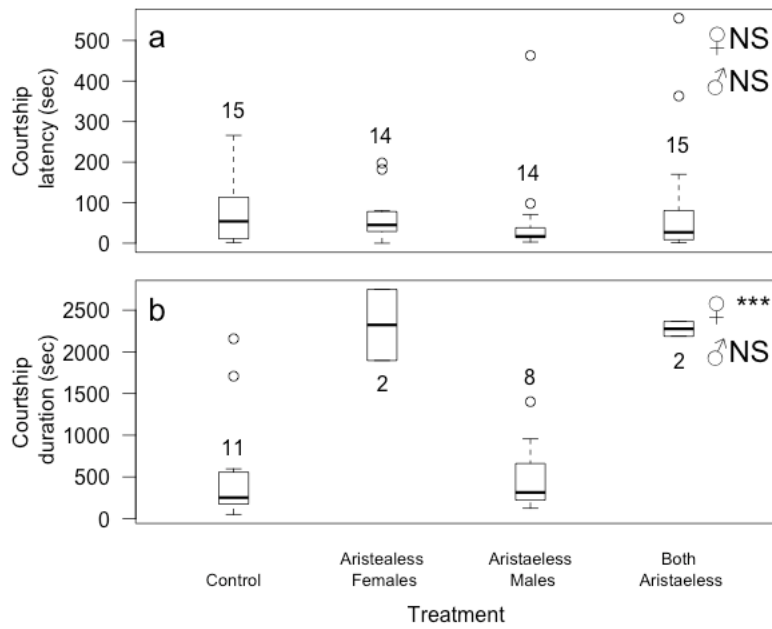 a
♀NS
♂NS
Courtship
latency (sec)
500
400
300
200
100
0
15
14
14
15
b
♀ ***
♂NS
Courtship
duration (sec)
2500
2000
1500
1000
500
0
11
2
8
2
Control
Aristealess
Females
Aristaeless
Males
Both
Aristaeless
Treatment